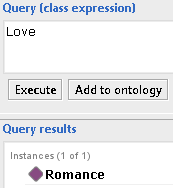 Query (class expression)
Love
Execute Add to ontology
Query results
Instances (1 of 1)
Romance